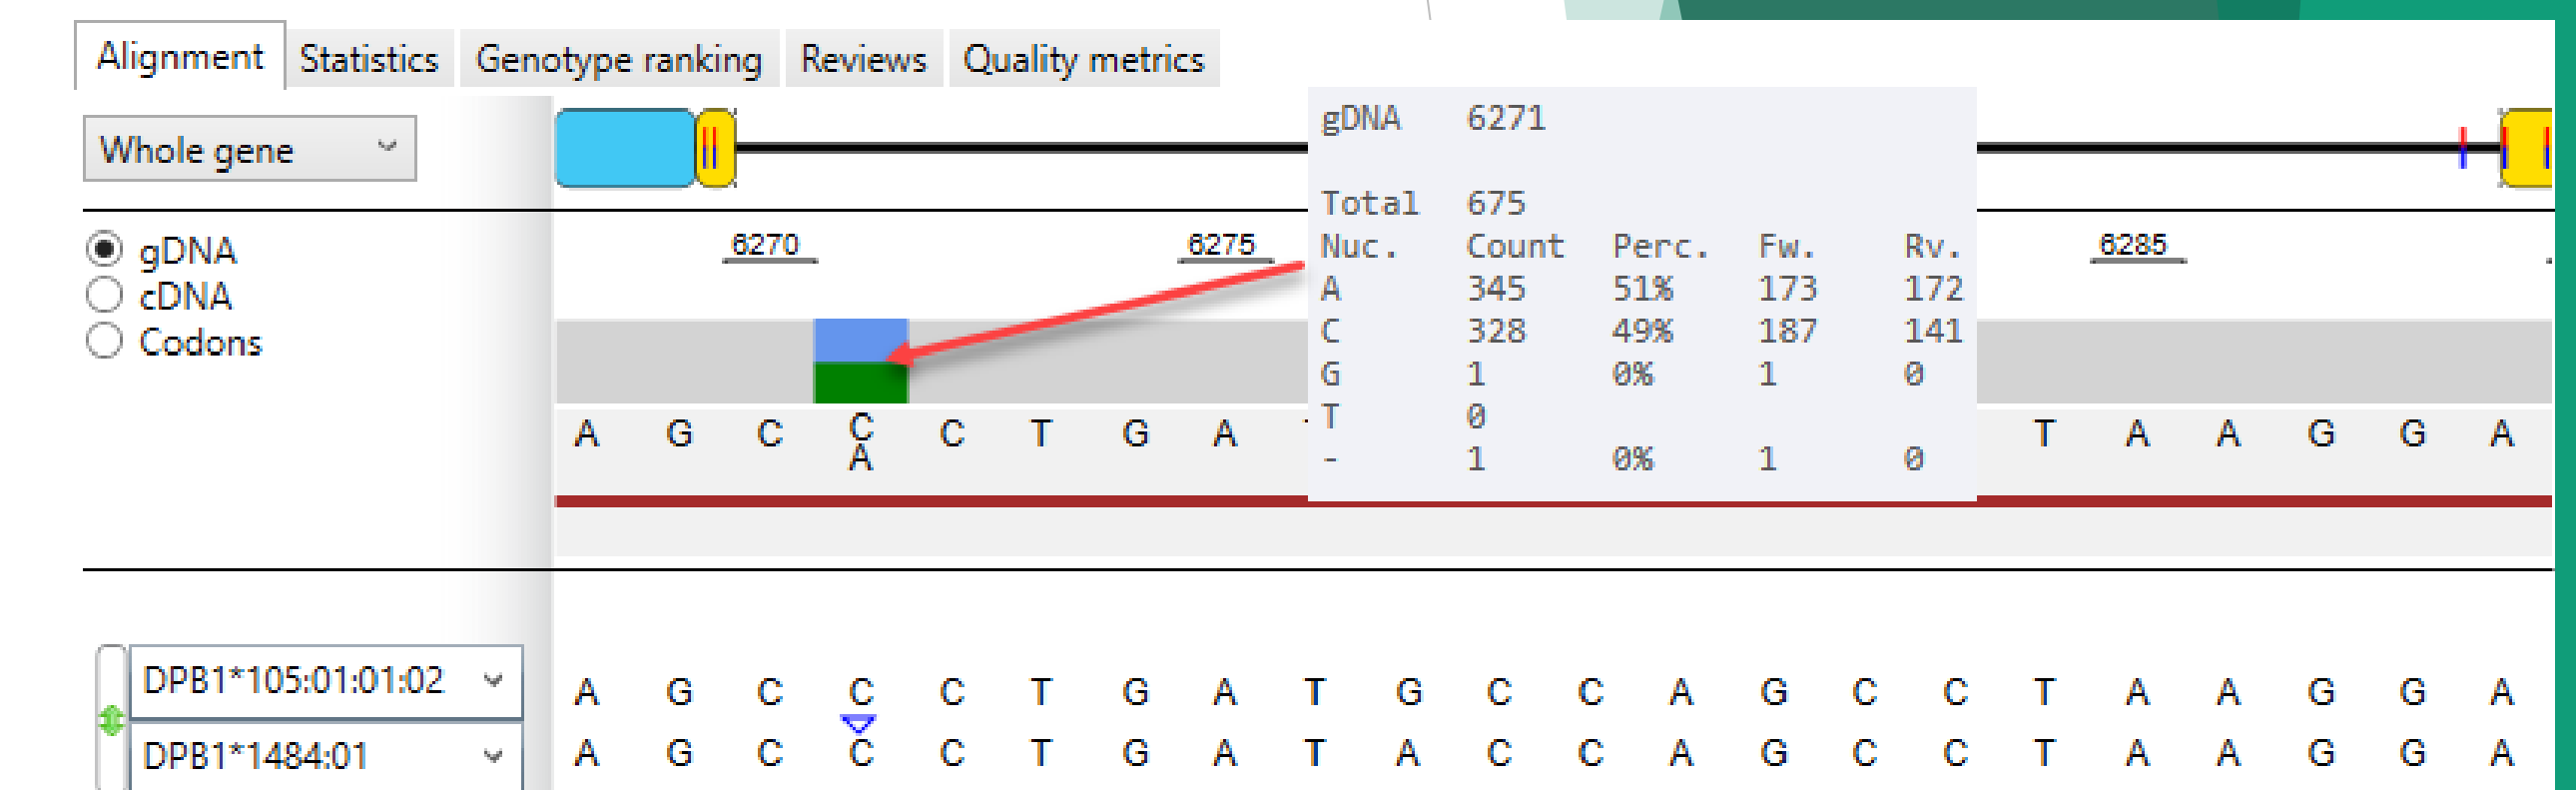 Alignment Statistics Genotype ranking Reviews Quality metrics
Whole gene
gDNA 6271
Total 675
Nuc. Count Perc. Fw. Rv.
A 345 51% 173 172
C 328 49% 187 141
G 1 0% 1 0
T 0
- 1 0% 1 0
gDNA
cDNA
Codons
6270 6275 6285
A G C C C T G A T A A G G A
A
DPB1*105:01:01:02 A G C C C T G A T G C C A G C C T A A G G A
DPB1*1484:01 A G C C C T G A T A C C A G C C T A A G G A